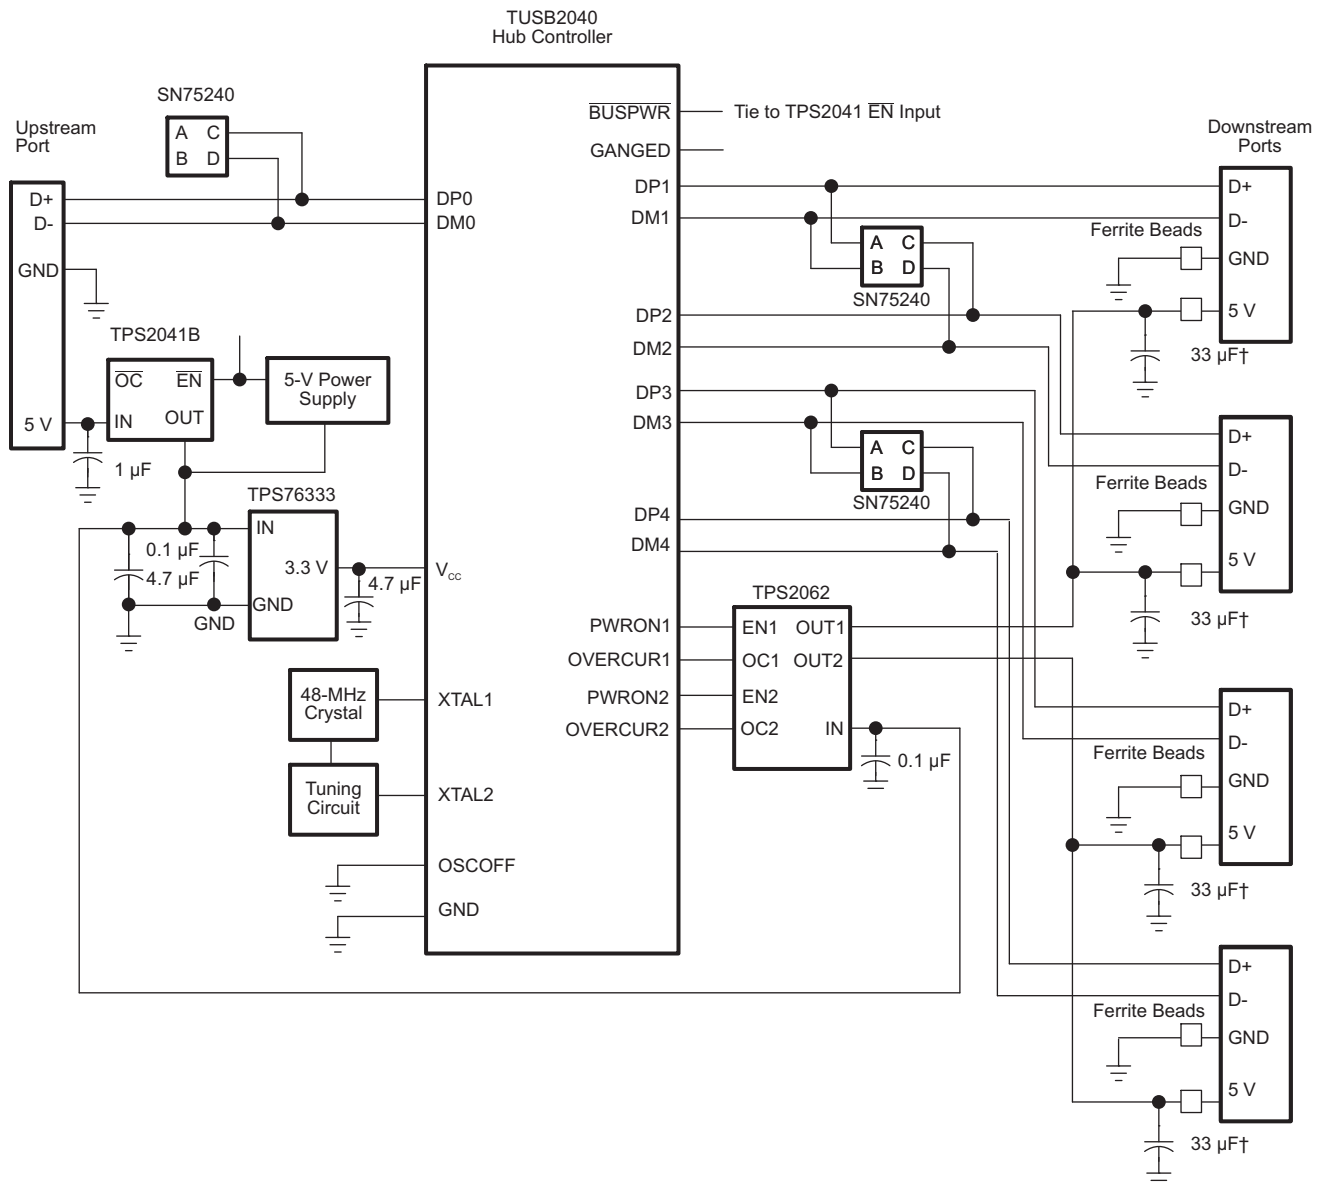 TUSB2040
Hub Controller
SN75240
A C
B D
Upstream
Port
D+
D-
GND
5 V
TPS2041B
OC EN
IN OUT
5-V Power
Supply
1 µF
TPS76333
IN
0.1 µF
4.7 µF
3.3 V
GND
GND
4.7 µF
48-MHz
Crystal
Tuning
Circuit
DP0
DM0
VCC
XTAL1
XTAL2
OSCOFF
GND
BUSPWR
Tie to TPS2041 EN Input
GANGED
DP1
DM1
DP2
DM2
DP3
DM3
DP4
DM4
PWRON1
OVERCUR1
PWRON2
OVERCUR2
A C
B D
SN75240
A C
B D
SN75240
TPS2062
EN1 OUT1
OC1 OUT2
EN2
OC2 IN
0.1 µF
Downstream
Ports
D+
D-
Ferrite Beads
GND
5 V
33 µF†
D+
D-
Ferrite Beads
GND
5 V
33 µF†
D+
D-
Ferrite Beads
GND
5 V
33 µF†
D+
D-
Ferrite Beads
GND
5 V
33 µF†